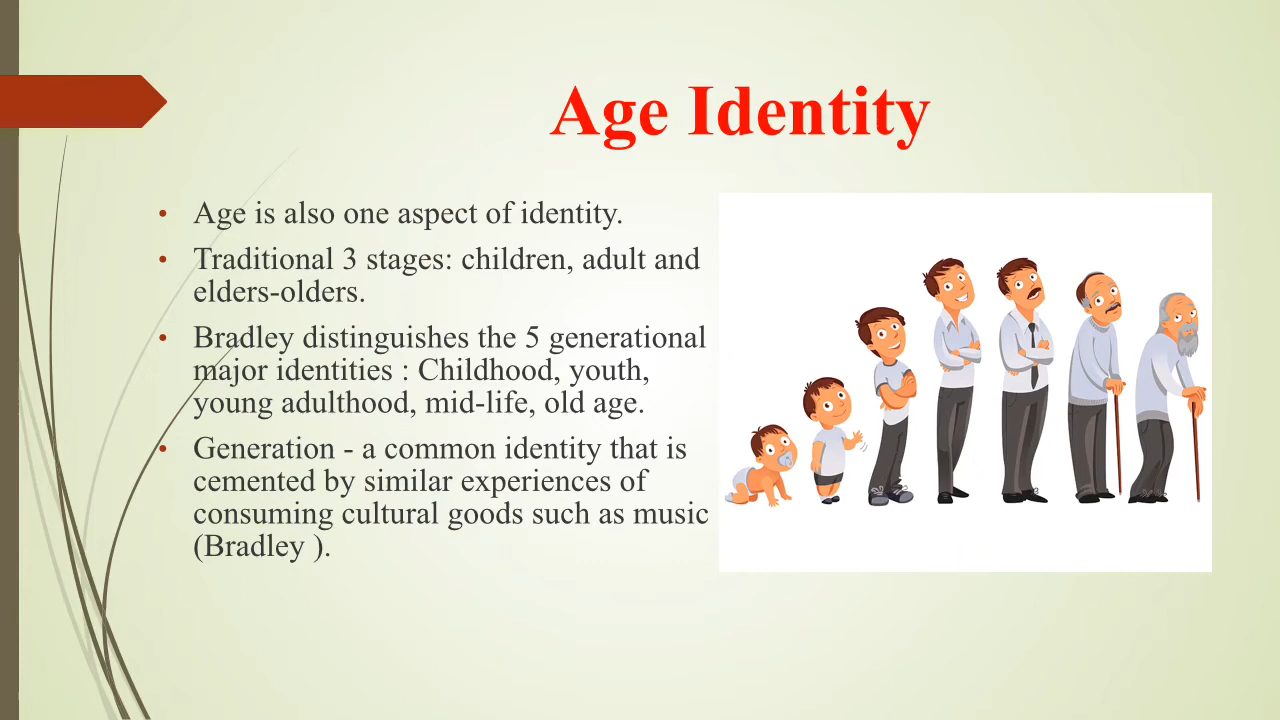 Age Identity
• Age is also one aspect of identity.
• Traditional 3 stages: children, adult and
elders-olders.
• Bradley distinguishes the 5 generational
major identities : Childhood, youth,
young adulthood, mid-life, old age.
• Generation - a common identity that is
cemented by similar experiences of
consuming cultural goods such as music
(Bradley ).